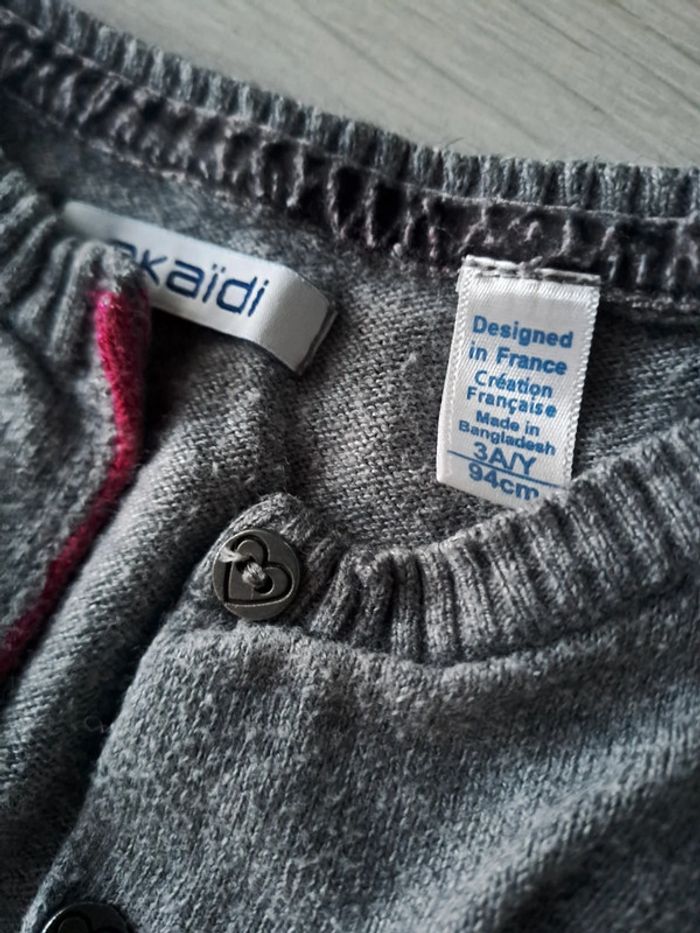 kaïdi
Designed
in France
Création
Française
Made in
Bangladesh
3A/Y
94cm